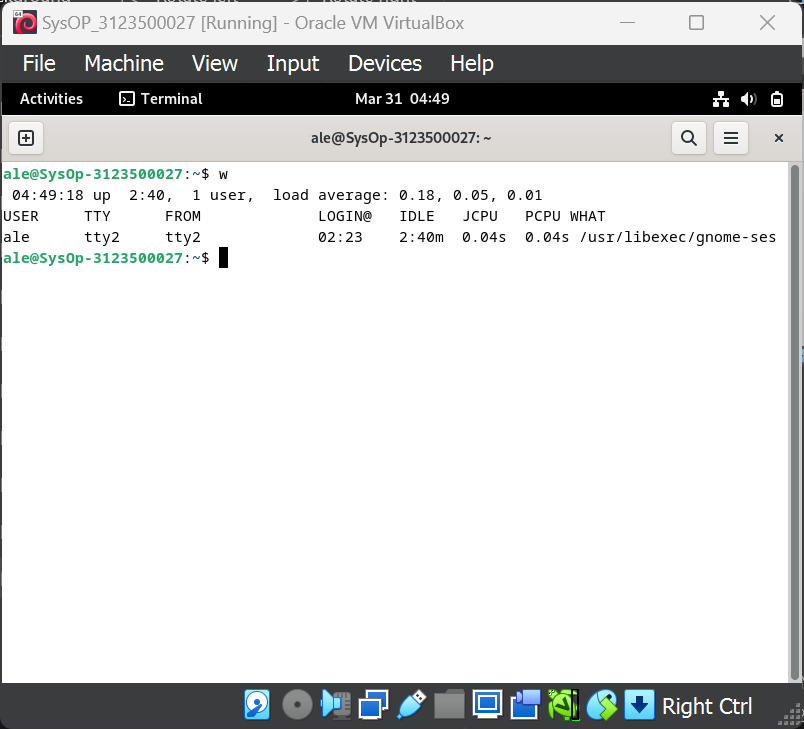 SysOP_3123500027 [Running] - Oracle VM VirtualBox
File Machine View Input Devices Help
Activities Terminal Mar 31 04:49
ale@SysOp-3123500027: ~
ale@SysOp-3123500027:~$ w
04:49:18 up  2:40,  1 user,  load average: 0.18, 0.05, 0.01
USER     TTY      FROM             LOGIN@   IDLE   JCPU   PCPU WHAT
ale      tty2     tty2             02:23    2:40m  0.04s  0.04s /usr/libexec/gnome-ses
ale@SysOp-3123500027:~$
Right Ctrl